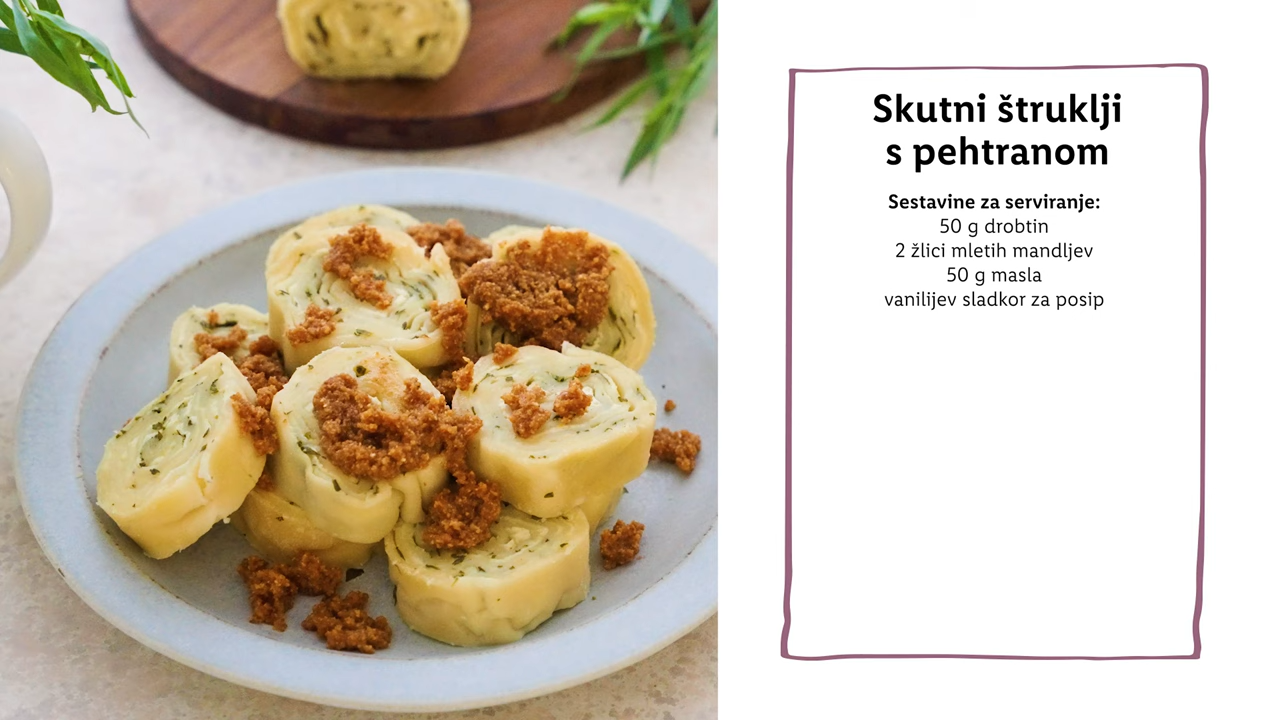 Skutni štruklji
s pehtranom
Sestavine za serviranje:
50 g drobtin
2 žlici mletih mandljev
50 g masla
vanilijev sladkor za posip